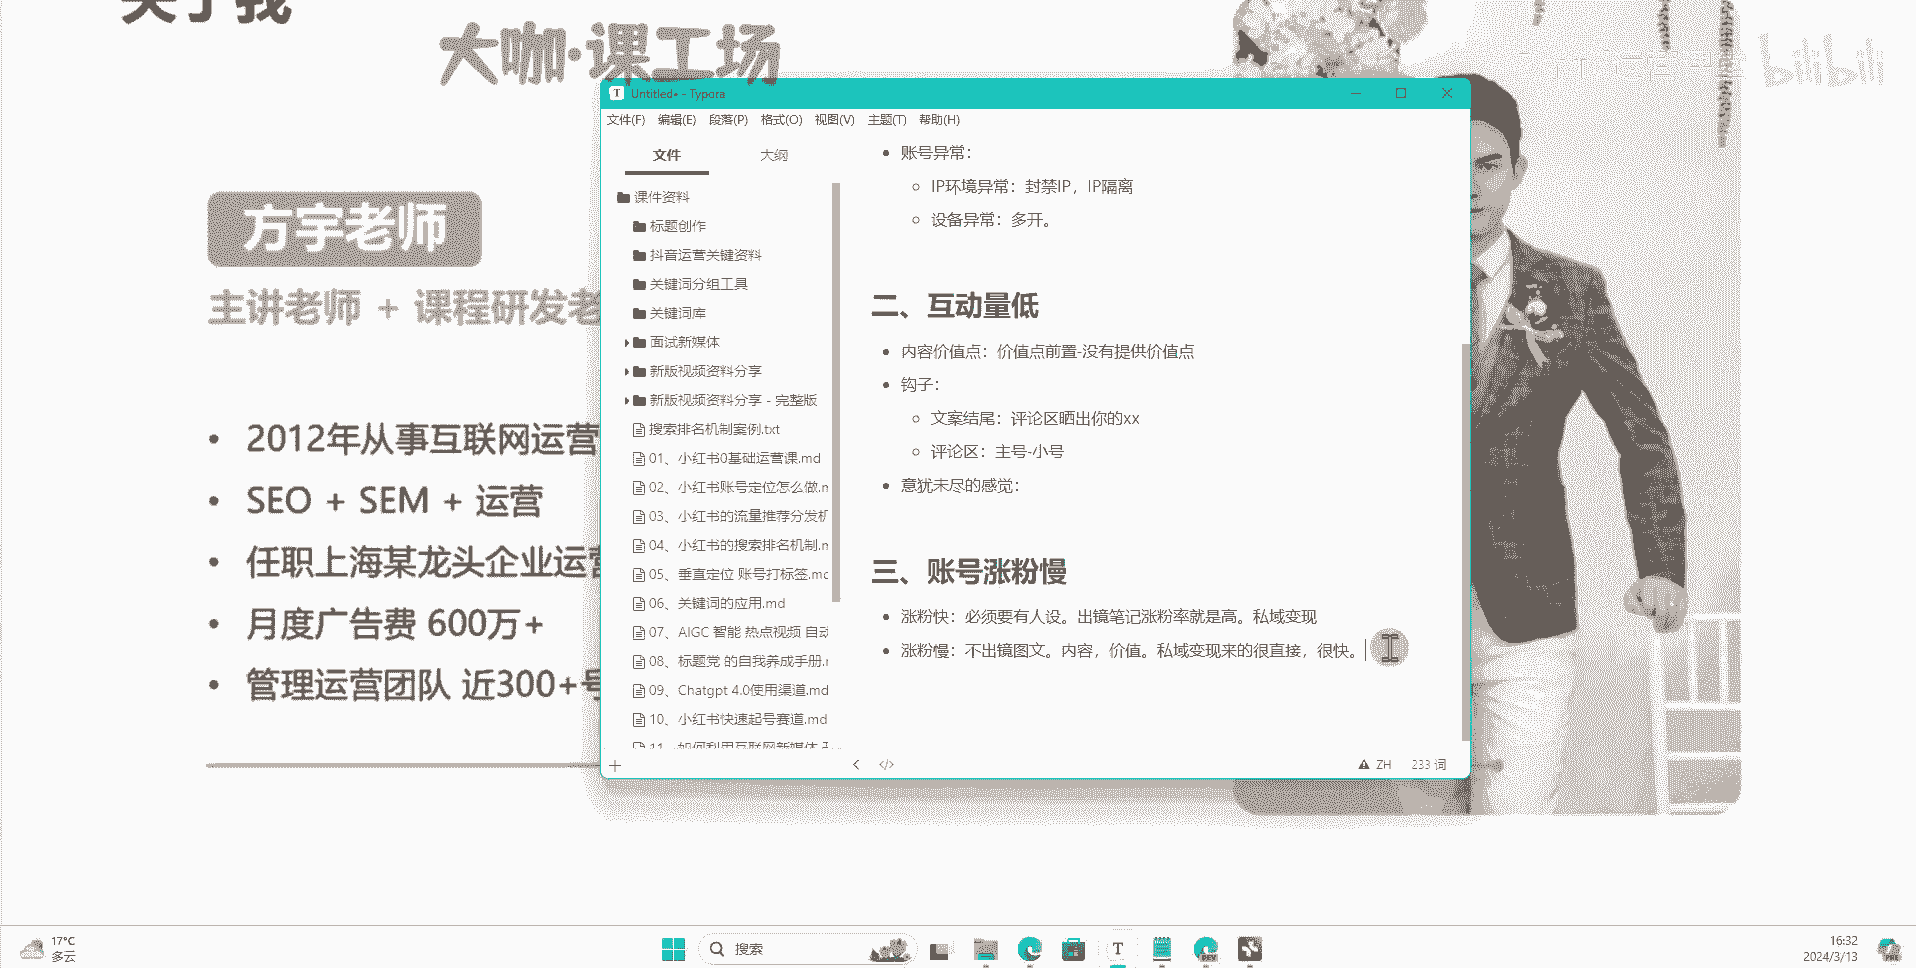 关于我
大咖·课工场
bilibili
方宇老师
主讲老师 + 课程研发老
• 2012年从事互联网运营
• SEO + SEM + 运营
• 任职上海某龙头企业运营
• 月度广告费 600万+
• 管理运营团队 近300+号
Untitled• - Typora
文件(F) 编辑(E) 段落(P) 格式(O) 视图(V) 主题(T) 帮助(H)
文件 大纲
课件资料
标题创作
抖音运营关键资料
关键词分组工具
关键词库
面试新媒体
新版视频资料分享
新版视频资料分享 - 完整版
搜索排名机制案例.txt
01、小红书0基础运营课.md
02、小红书账号定位怎么做.m
03、小红书的流量推荐分发机
04、小红书的搜索排名机制.m
05、垂直定位 账号打标签.mc
06、关键词的应用.md
07、AIGC 智能 热点视频 自动
08、标题党 的自我养成手册.r
09、Chatgpt 4.0使用渠道.md
10、小红书快速起号赛道.md
11、如何利用互联网新媒体
• 账号异常：
IP环境异常：封禁IP，IP隔离
设备异常：多开。
二、互动量低
• 内容价值点：价值点前置-没有提供价值点
• 钩子：
文案结尾：评论区晒出你的xx
评论区：主号-小号
• 意犹未尽的感觉：
三、账号涨粉慢
• 涨粉快：必须要有人设。出镜笔记涨粉率就是高。私域变现
• 涨粉慢：不出镜图文。内容，价值。私域变现来的很直接，很快。
ZH 233 词
17°C
多云
搜索
T
DEV
16:32
2024/3/13
PRE